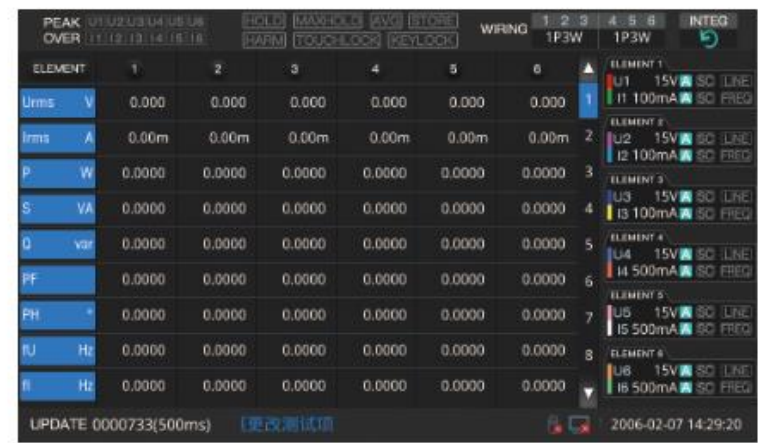 PEAK U1 U2 U3 U4 U5 U6 HOLD MAXHOLD AVG STORE WIRING 1 2 3 4 5 6 INTEG
OVER I1 I2 I3 I4 I5 I6 HARM TOUCHLOCK KEYLOCK 1P3W 1P3W
ELEMENT 1 2 3 4 5 6
Urms V 0.000 0.000 0.000 0.000 0.000 0.000 1
Irms A 0.00m 0.00m 0.00m 0.00m 0.00m 0.00m 2
P W 0.0000 0.0000 0.0000 0.0000 0.0000 0.0000 3
S VA 0.0000 0.0000 0.0000 0.0000 0.0000 0.0000 4
Q var 0.0000 0.0000 0.0000 0.0000 0.0000 0.0000 5
PF 0.0000 0.0000 0.0000 0.0000 0.0000 0.0000 6
PH ° 0.0000 0.0000 0.0000 0.0000 0.0000 0.0000 7
fU Hz 0.0000 0.0000 0.0000 0.0000 0.0000 0.0000 8
fI Hz 0.0000 0.0000 0.0000 0.0000 0.0000 0.0000
ELEMENT 1
U1 15V A SC LINE
I1 100mA A SC FREQ
ELEMENT 2
U2 15V A SC LINE
I2 100mA A SC FREQ
ELEMENT 3
U3 15V A SC LINE
I3 100mA A SC FREQ
ELEMENT 4
U4 15V A SC LINE
I4 500mA A SC FREQ
ELEMENT 5
U5 15V A SC LINE
I5 500mA A SC FREQ
ELEMENT 6
U6 15V A SC LINE
I6 500mA A SC FREQ
UPDATE 0000733(500ms) [更改测试项 2006-02-07 14:29:20